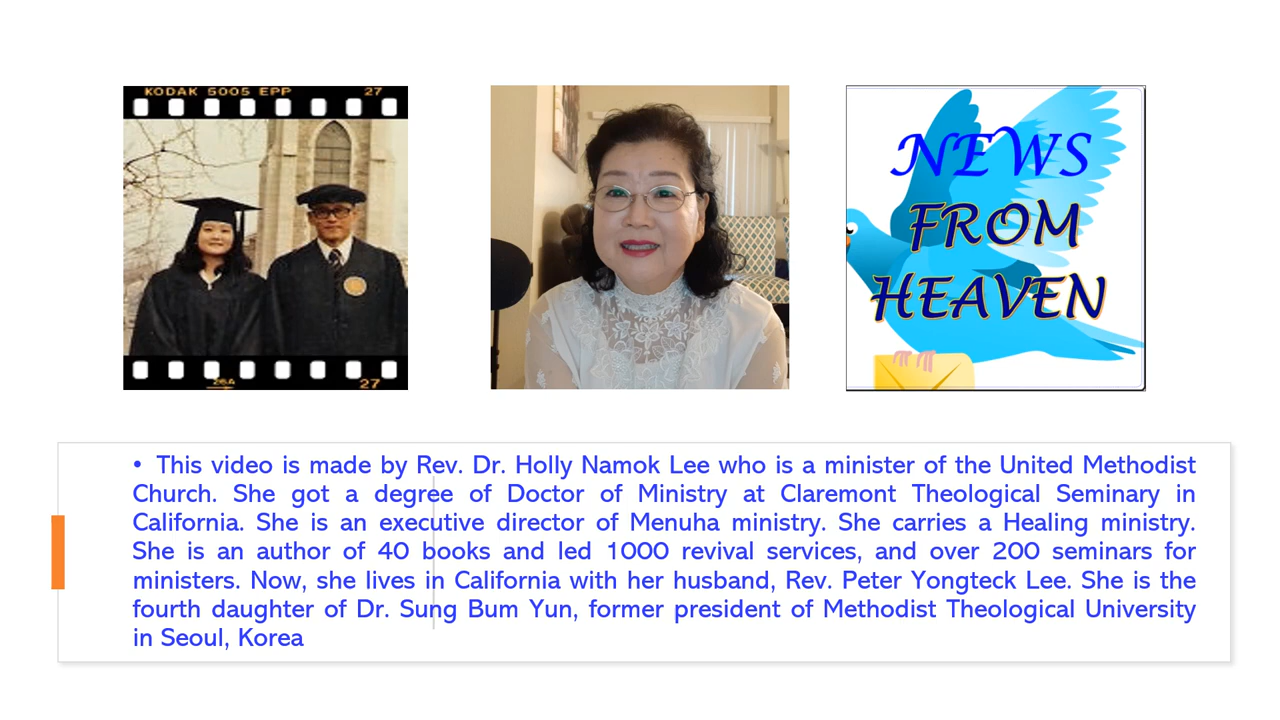 KODAK 5005 EPP 27
NEWS
FROM
HEAVEN
27
• This video is made by Rev. Dr. Holly Namok Lee who is a minister of the United Methodist
Church. She got a degree of Doctor of Ministry at Claremont Theological Seminary in
California. She is an executive director of Menuha ministry. She carries a Healing ministry.
She is an author of 40 books and led 1000 revival services, and over 200 seminars for
ministers. Now, she lives in California with her husband, Rev. Peter Yongteck Lee. She is the
fourth daughter of Dr. Sung Bum Yun, former president of Methodist Theological University
in Seoul, Korea